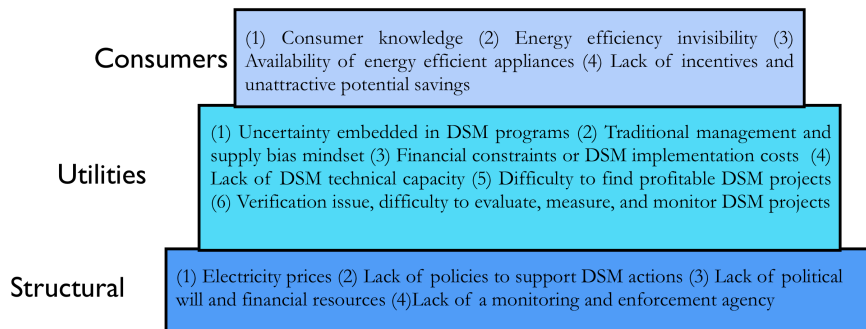 Consumers
(1) Consumer knowledge (2) Energy efficiency invisibility (3)
Availability of energy efficient appliances (4) Lack of incentives and
unattractive potential savings
Utilities
(1) Uncertainty embedded in DSM programs (2) Traditional management and
supply bias mindset (3) Financial constraints or DSM implementation costs (4)
Lack of DSM technical capacity (5) Difficulty to find profitable DSM projects
(6) Verification issue, difficulty to evaluate, measure, and monitor DSM projects
Structural
(1) Electricity prices (2) Lack of policies to support DSM actions (3) Lack of political
will and financial resources (4)Lack of a monitoring and enforcement agency